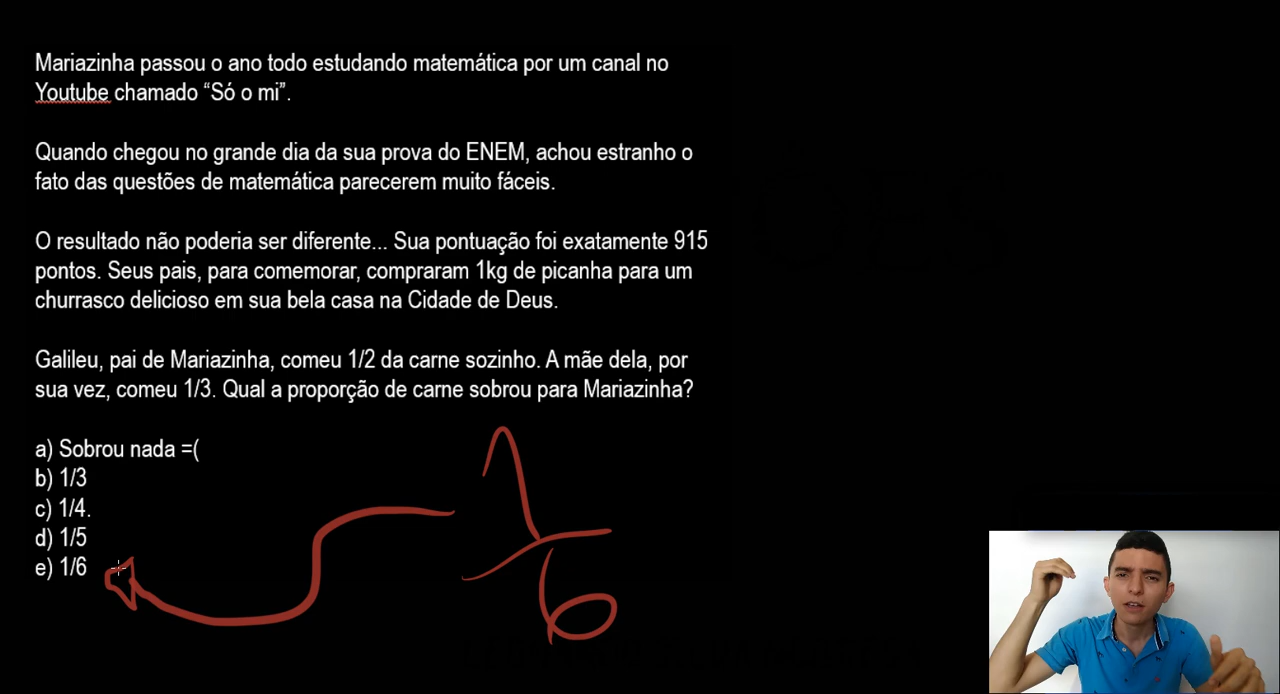 Mariazinha passou o ano todo estudando matemática por um canal no
Youtube chamado “Só o mi”.
Quando chegou no grande dia da sua prova do ENEM, achou estranho o
fato das questões de matemática parecerem muito fáceis.
O resultado não poderia ser diferente... Sua pontuação foi exatamente 915
pontos. Seus pais, para comemorar, compraram 1kg de picanha para um
churrasco delicioso em sua bela casa na Cidade de Deus.
Galileu, pai de Mariazinha, comeu 1/2 da carne sozinho. A mãe dela, por
sua vez, comeu 1/3. Qual a proporção de carne sobrou para Mariazinha?
a) Sobrou nada =(
b) 1/3
c) 1/4.
d) 1/5
e) 1/6
1
6